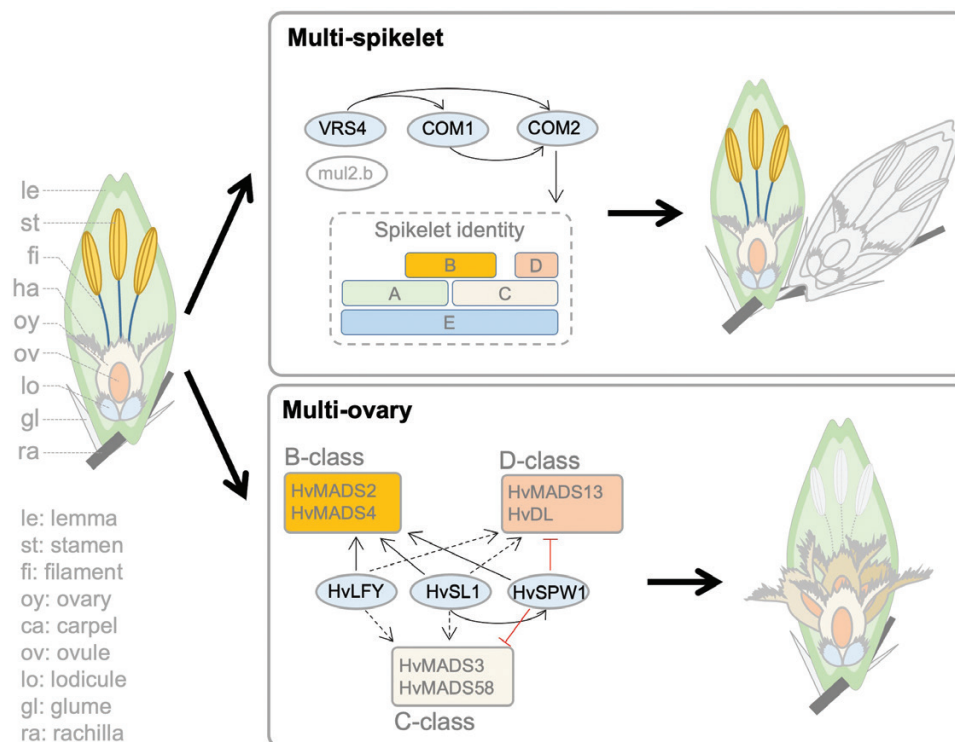 Multi-spikelet
VRS4
COM1
COM2
mul2.b
Spikelet identity
B
D
A
C
E
le
st
fi
ha
oy
ov
lo
gl
ra
le: lemma
st: stamen
fi: filament
oy: ovary
ca: carpel
ov: ovule
lo: lodicule
gl: glume
ra: rachilla
Multi-ovary
B-class
HvMADS2
HvMADS4
D-class
HvMADS13
HvDL
HvLFY
HvSL1
HvSPW1
HvMADS3
HvMADS58
C-class